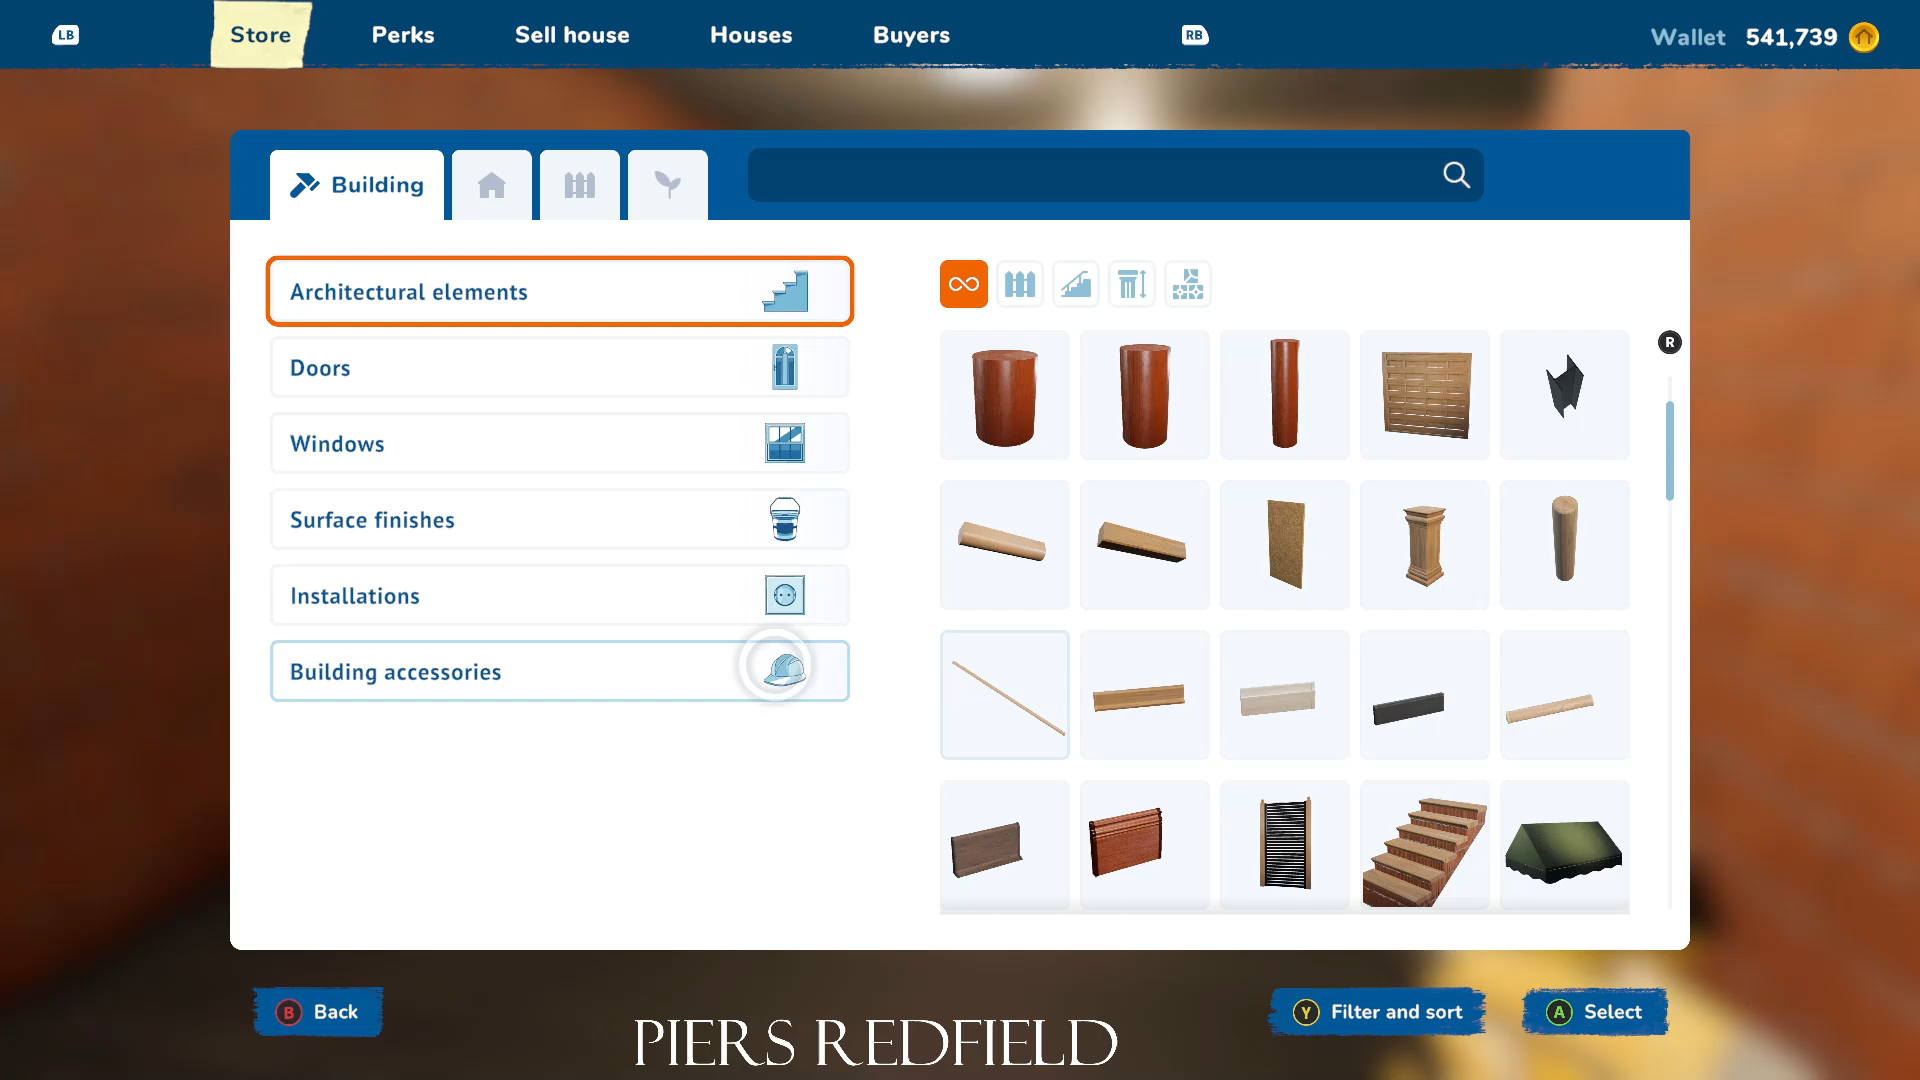 LB Store Perks Sell house Houses Buyers RB Wallet 541,739
Building
Architectural elements
R
Doors
Windows
Surface finishes
Installations
Building accessories
B Back
Y Filter and sort
A Select
PIERS REDFIELD